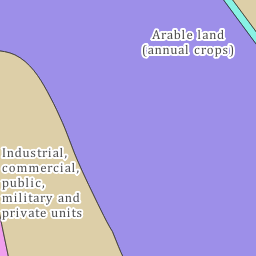 Arable land
(annual crops)
Industrial,
commercial,
public,
military and
private units